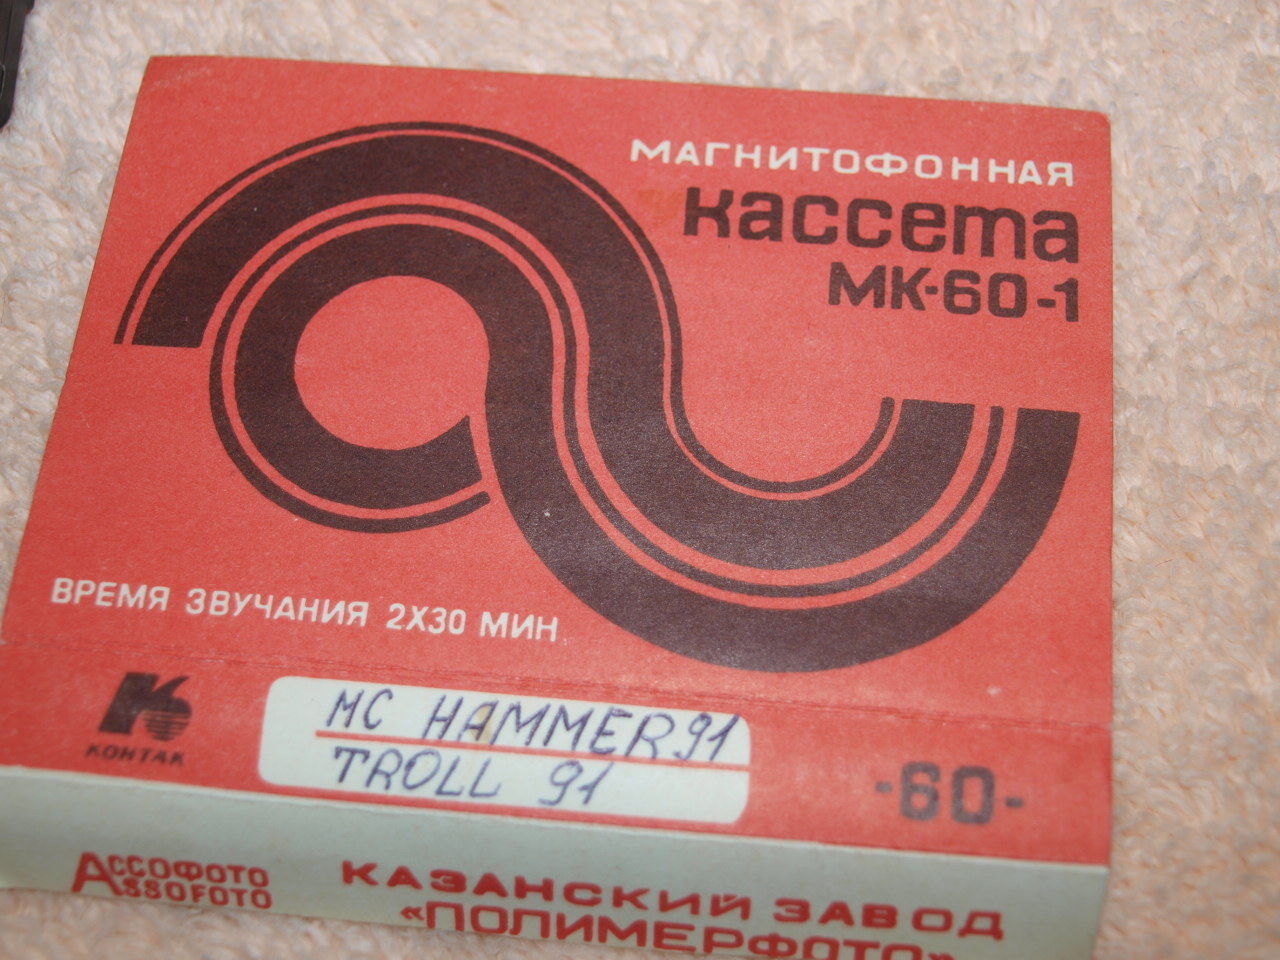 МАГНИТОФОННАЯ
кассета
МК-60-1
ВРЕМЯ ЗВУЧАНИЯ 2Х30 МИН
КОНТАК
MC HAMMER 91
TROLL 91
-60-
АССОФОТО
ASSOFOTO
КАЗАНСКИЙ ЗАВОД
«ПОЛИМЕРФОТО»